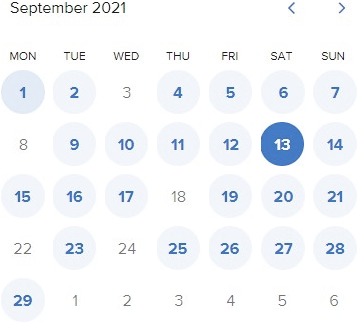 September 2021
MON TUE WED THU FRI SAT SUN
1 2 3 4 5 6 7
8 9 10 11 12 13 14
15 16 17 18 19 20 21
22 23 24 25 26 27 28
29 1 2 3 4 5 6